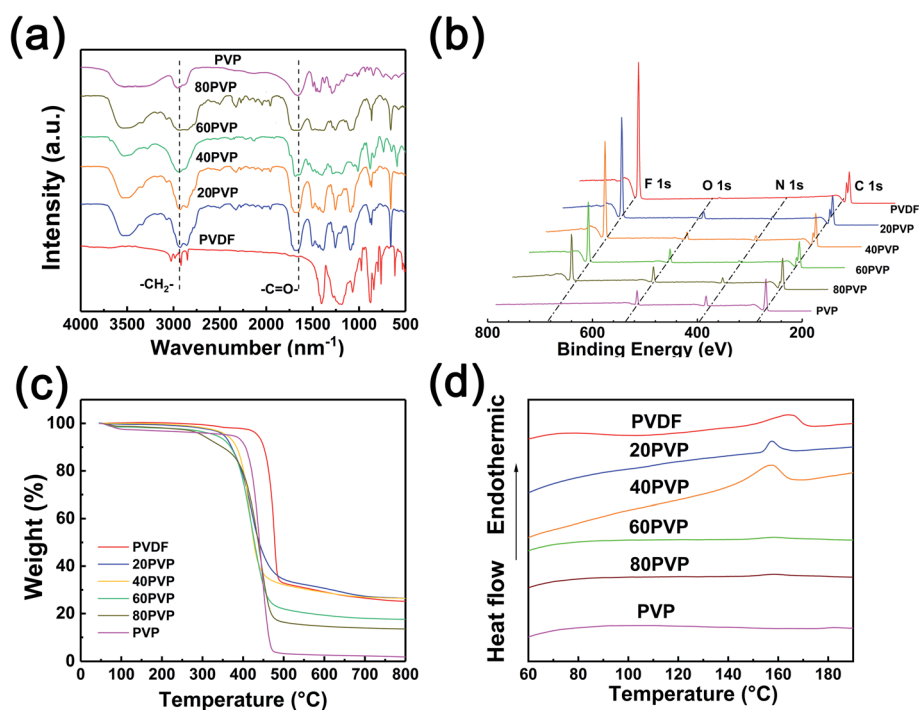 (a)
PVP
80PVP
60PVP
40PVP
20PVP
PVDF
-CH2-
-C=O-
4000 3500 3000 2500 2000 1500 1000 500
Wavenumber (nm-1)
Intensity (a.u.)
(b)
F 1s
O 1s
N 1s
C 1s
PVDF
20PVP
40PVP
60PVP
80PVP
PVP
800 600 400 200
Binding Energy (eV)
(c)
100
80
60
40
20
0
PVDF
20PVP
40PVP
60PVP
80PVP
PVP
0 100 200 300 400 500 600 700 800
Temperature (°C)
Weight (%)
(d)
PVDF
20PVP
40PVP
60PVP
80PVP
PVP
60 80 100 120 140 160 180
Temperature (°C)
Heat flow Endothermic